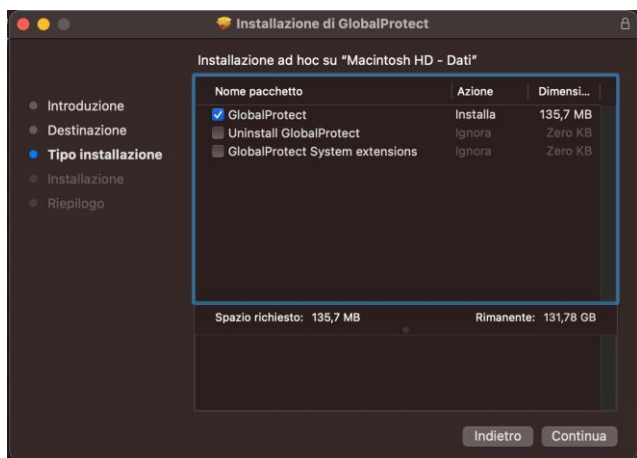 Installazione di GlobalProtect
Installazione ad hoc su “Macintosh HD - Dati”
Introduzione
Destinazione
Tipo installazione
Installazione
Riepilogo
Nome pacchetto Azione Dimensi...
GlobalProtect Installa 135,7 MB
Uninstall GlobalProtect Ignora Zero KB
GlobalProtect System extensions Ignora Zero KB
Spazio richiesto: 135,7 MB Rimanente: 131,78 GB
Indietro Continua